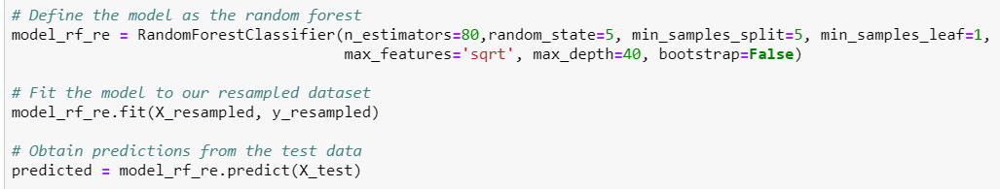 # Define the model as the random forest
model_rf_re = RandomForestClassifier(n_estimators=80,random_state=5, min_samples_split=5, min_samples_leaf=1,
max_features='sqrt', max_depth=40, bootstrap=False)
# Fit the model to our resampled dataset
model_rf_re.fit(X_resampled, y_resampled)
# Obtain predictions from the test data
predicted = model_rf_re.predict(X_test)